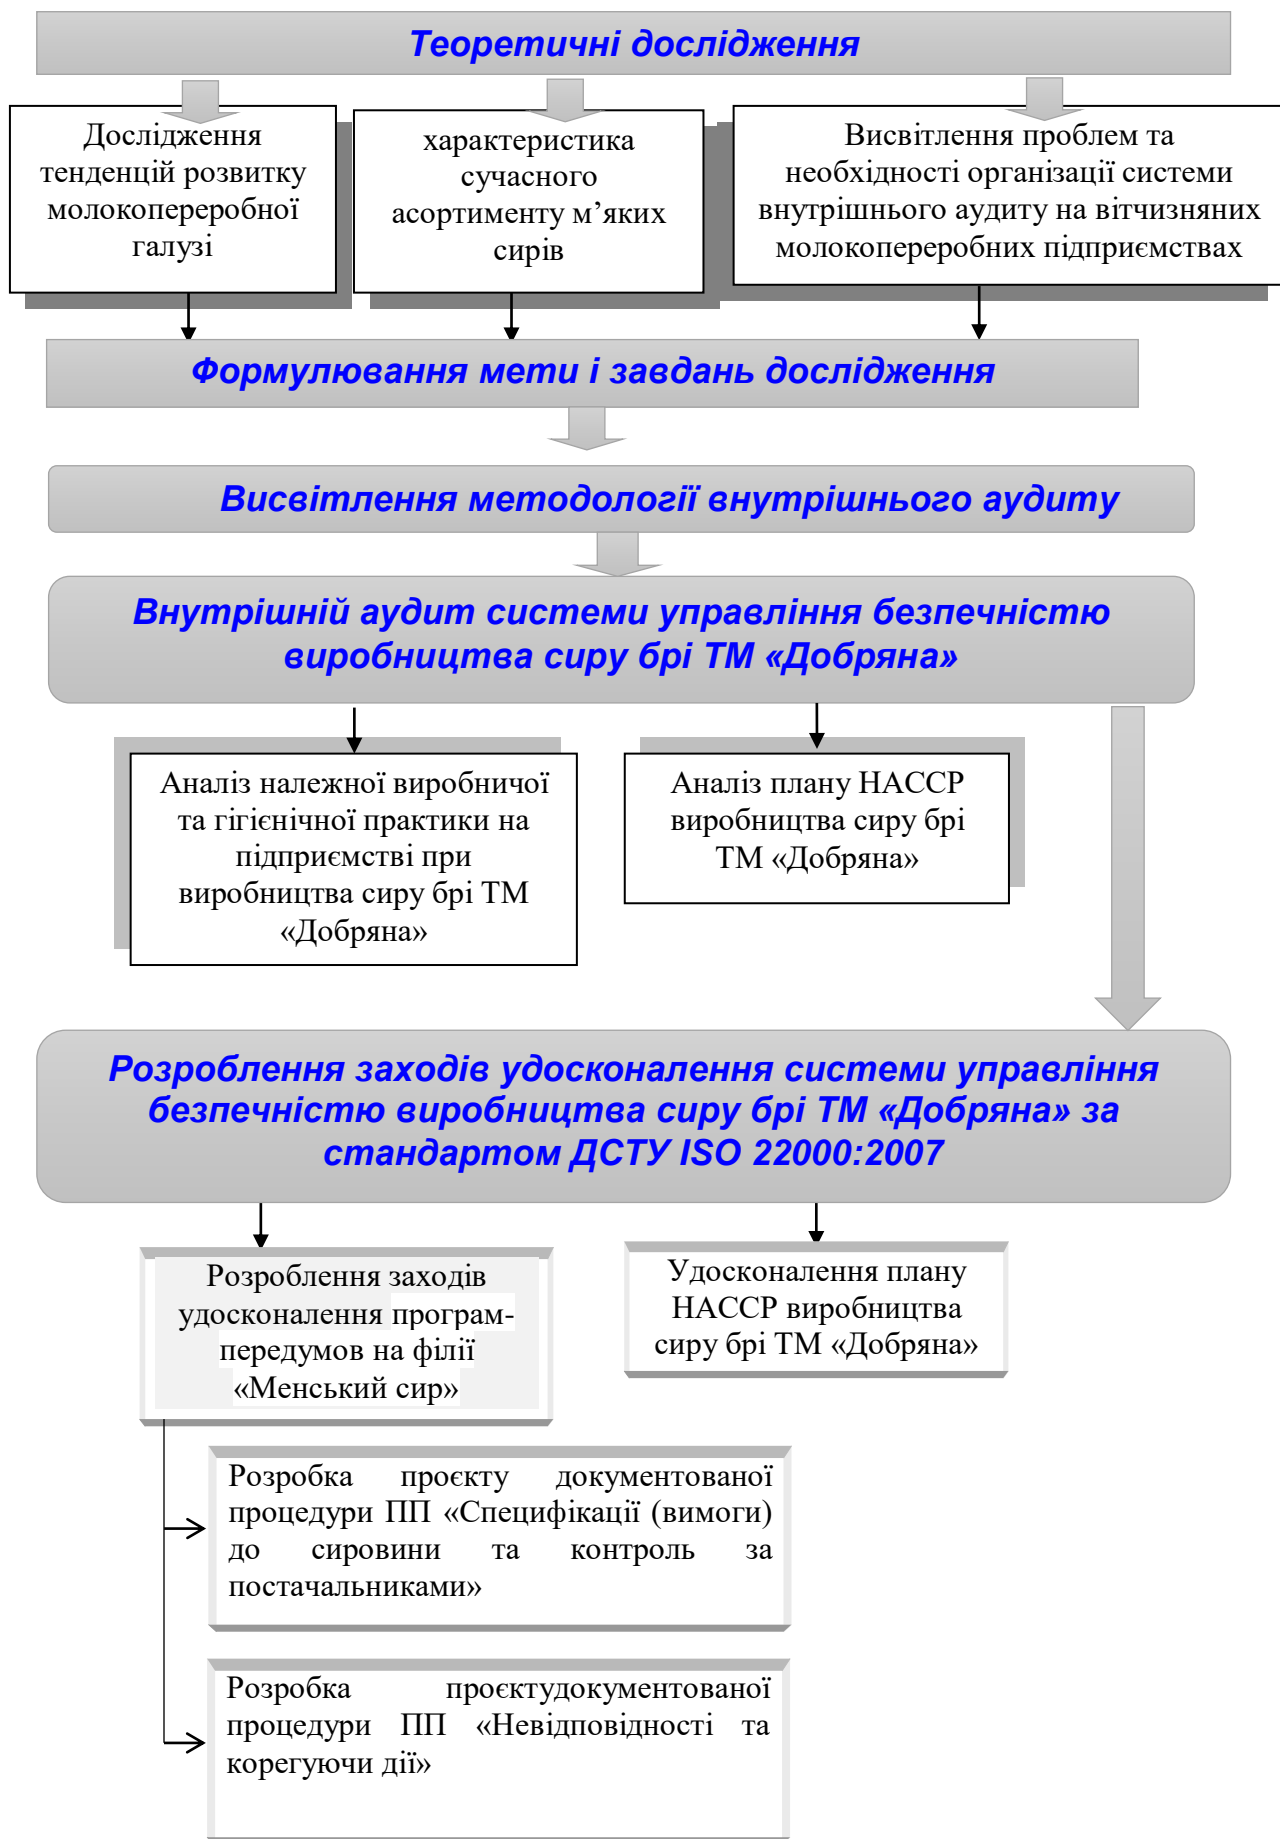 Теоретичні дослідження
Дослідження
тенденцій розвитку
молокопереробної
галузі
характеристика
сучасного
асортименту м’яких
сирів
Висвітлення проблем та
необхідності організації системи
внутрішнього аудиту на вітчизняних
молокопереробних підприємствах
Формулювання мети і завдань дослідження
Висвітлення методології внутрішнього аудиту
Внутрішній аудит системи управління безпечністю
виробництва сиру брі ТМ «Добряна»
Аналіз належної виробничої
та гігієнічної практики на
підприємстві при
виробництва сиру брі ТМ
«Добряна»
Аналіз плану НАССР
виробництва сиру брі
ТМ «Добряна»
Розроблення заходів удосконалення системи управління
безпечністю виробництва сиру брі ТМ «Добряна» за
стандартом ДСТУ ISO 22000:2007
Розроблення заходів
удосконалення програм-
передумов на філії
«Менський сир»
Удосконалення плану
НАССР виробництва
сиру брі ТМ «Добряна»
Розробка проєкту документованої
процедури ПП «Специфікації (вимоги)
до сировини та контроль за
постачальниками»
Розробка проєктудокументованої
процедури ПП «Невідповідності та
корегуючи дії»